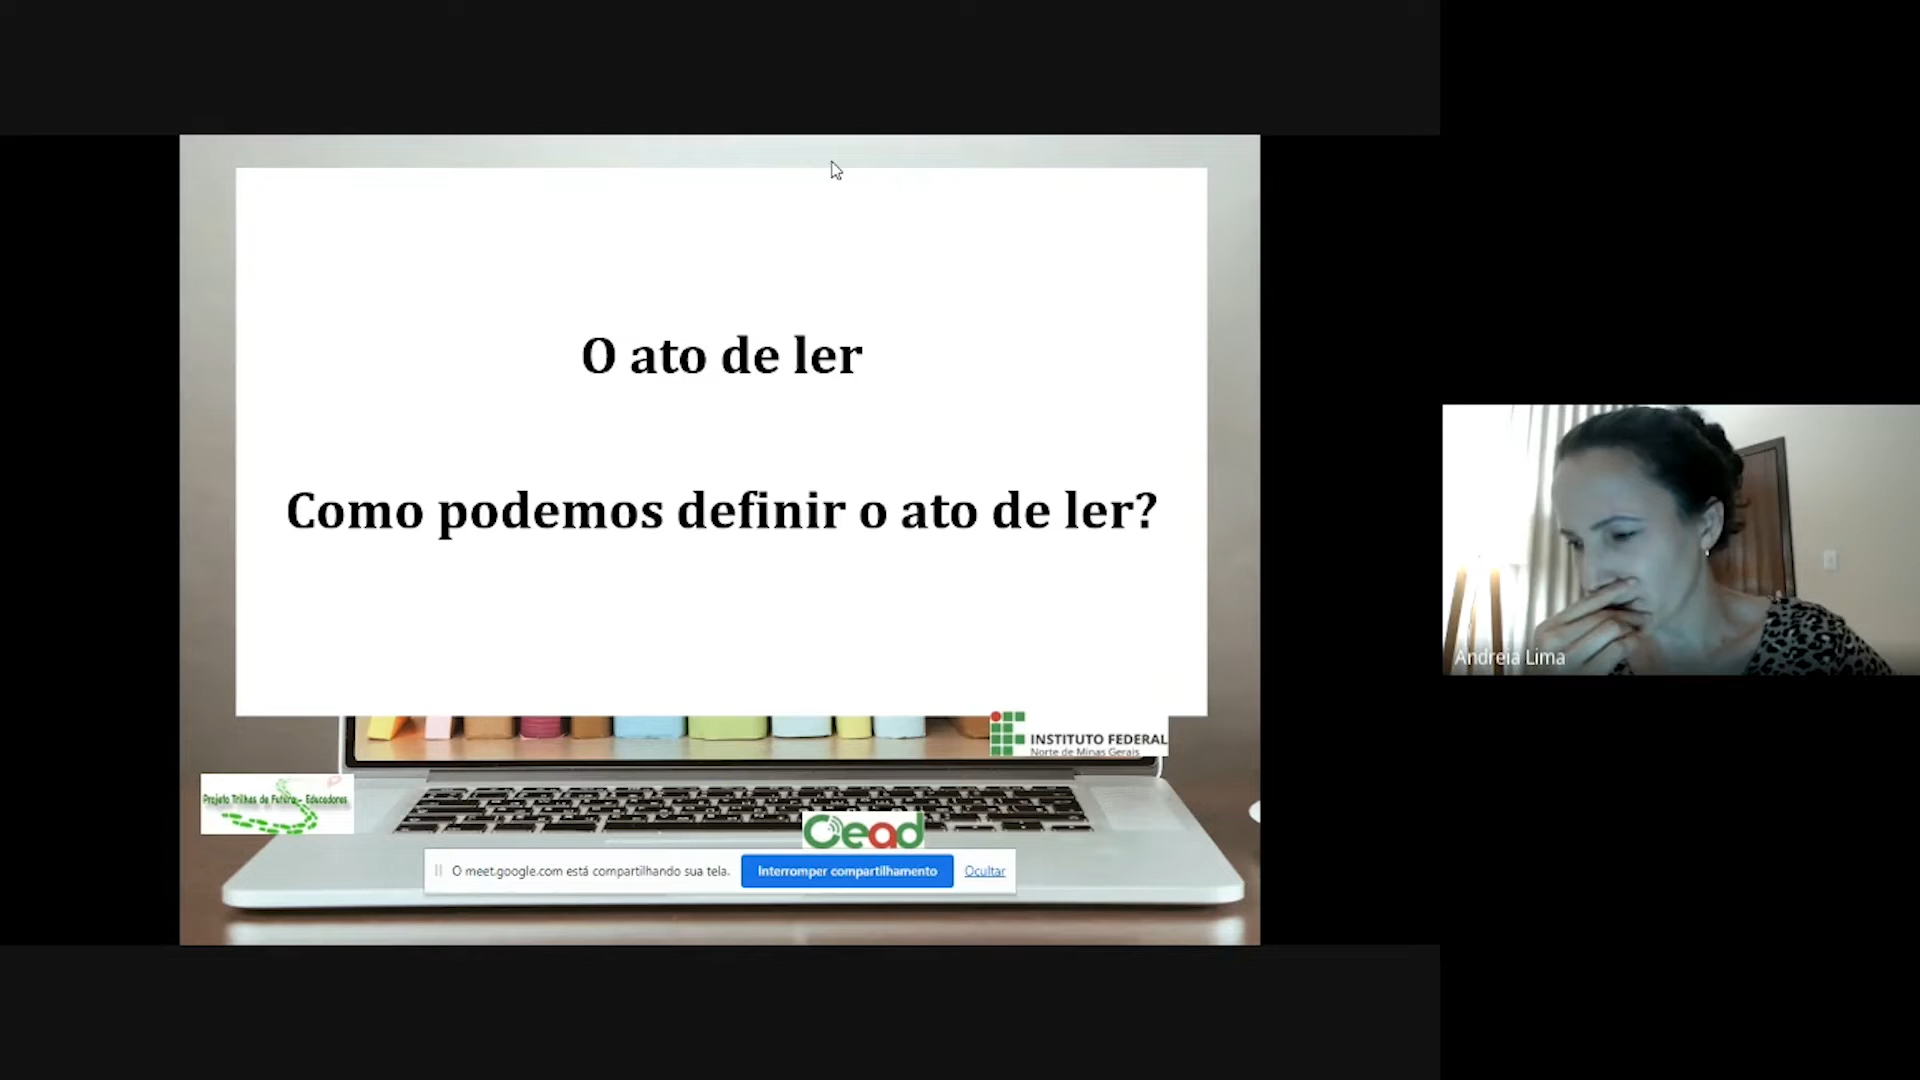 O ato de ler
Como podemos definir o ato de ler?
Andreia Lima
INSTITUTO FEDERAL
Norte de Minas Gerais
Projeto Trilhas de Futuro - Educadores
Cead
O meet.google.com está compartilhando sua tela.
Interromper compartilhamento
Ocultar